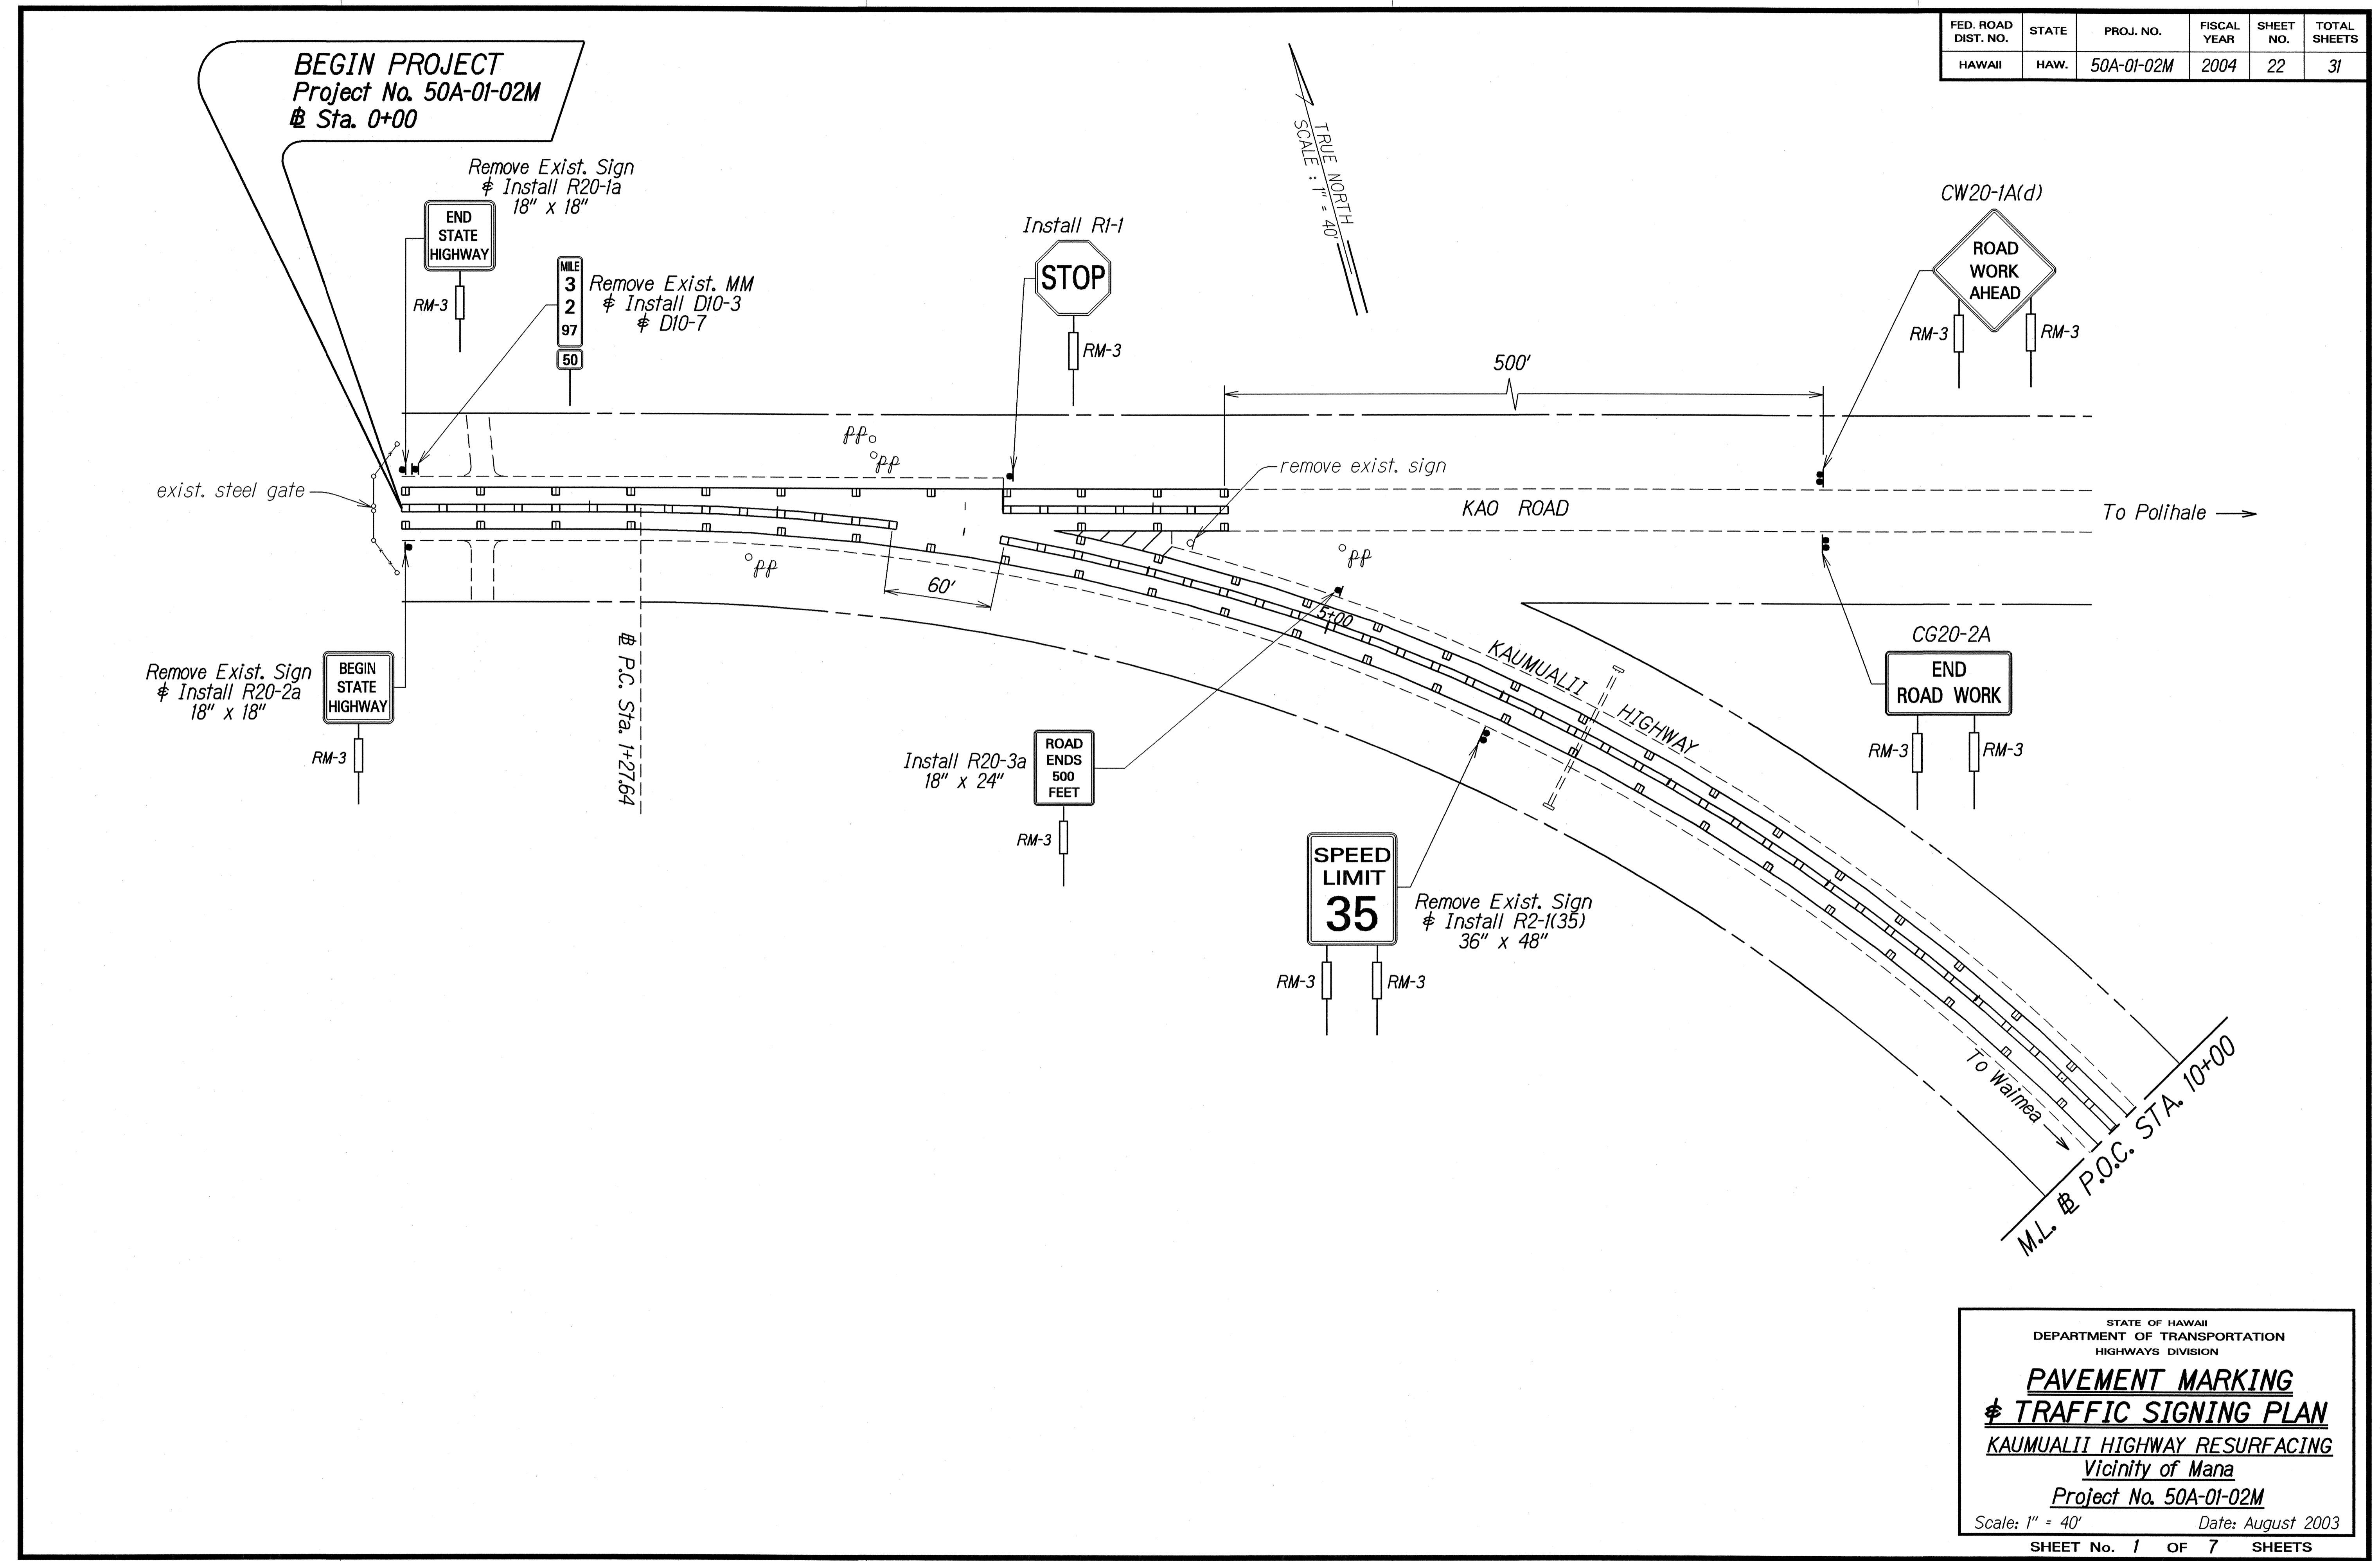 FED. ROAD DIST. NO.
STATE
PROJ. NO.
FISCAL YEAR
SHEET NO.
TOTAL SHEETS
HAWAII
HAW.
50A-01-02M
2004
22
31
BEGIN PROJECT
Project No. 50A-01-02M
BL Sta. 0+00
Remove Exist. Sign
& Install R20-1a
18" x 18"
END
STATE
HIGHWAY
RM-3
MILE
3
2
97
50
Remove Exist. MM
& Install D10-3
& D10-7
Install R1-1
STOP
RM-3
TRUE NORTH
SCALE : 1" = 40'
CW20-1A(d)
ROAD
WORK
AHEAD
RM-3
RM-3
500'
pp
pp
remove exist. sign
exist. steel gate
KAO ROAD
To Polihale
pp
pp
60'
5+00
BL P.C. Sta. 1+27.64
Remove Exist. Sign
& Install R20-2a
18" x 18"
BEGIN
STATE
HIGHWAY
RM-3
KAUMUALII HIGHWAY
CG20-2A
END
ROAD WORK
RM-3
RM-3
Install R20-3a
18" x 24"
ROAD
ENDS
500
FEET
RM-3
SPEED
LIMIT
35
Remove Exist. Sign
& Install R2-1(35)
36" x 48"
RM-3
RM-3
To Waimea
M.L. BL P.O.C. STA. 10+00
STATE OF HAWAII
DEPARTMENT OF TRANSPORTATION
HIGHWAYS DIVISION
PAVEMENT MARKING
& TRAFFIC SIGNING PLAN
KAUMUALII HIGHWAY RESURFACING
Vicinity of Mana
Project No. 50A-01-02M
Scale: 1" = 40'
Date: August 2003
SHEET No. 1 OF 7 SHEETS